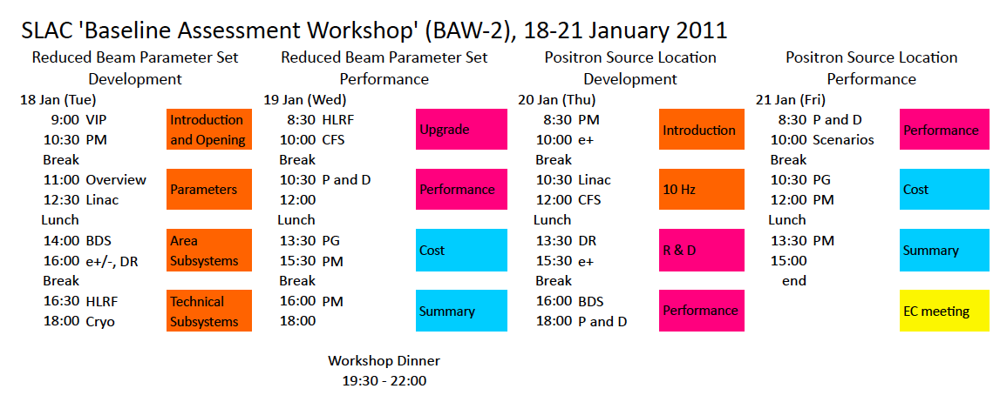 SLAC 'Baseline Assessment Workshop' (BAW-2), 18-21 January 2011
Reduced Beam Parameter Set
Development
18 Jan (Tue)
9:00 VIP
10:30 PM
Introduction
and Opening
Break
11:00 Overview
12:30 Linac
Parameters
Lunch
14:00 BDS
16:00 e+/-, DR
Area
Subsystems
Break
16:30 HLRF
18:00 Cryo
Technical
Subsystems
Reduced Beam Parameter Set
Performance
19 Jan (Wed)
8:30 HLRF
10:00 CFS
Upgrade
Break
10:30 P and D
12:00
Performance
Lunch
13:30 PG
15:30 PM
Cost
Break
16:00 PM
18:00
Summary
Workshop Dinner
19:30 - 22:00
Positron Source Location
Development
20 Jan (Thu)
8:30 PM
10:00 e+
Introduction
Break
10:30 Linac
12:00 CFS
10 Hz
Lunch
13:30 DR
15:30 e+
R & D
Break
16:00 BDS
18:00 P and D
Performance
Positron Source Location
Performance
21 Jan (Fri)
8:30 P and D
10:00 Scenarios
Performance
Break
10:30 PG
12:00 PM
Cost
Lunch
13:30 PM
15:00
Summary
end
EC meeting